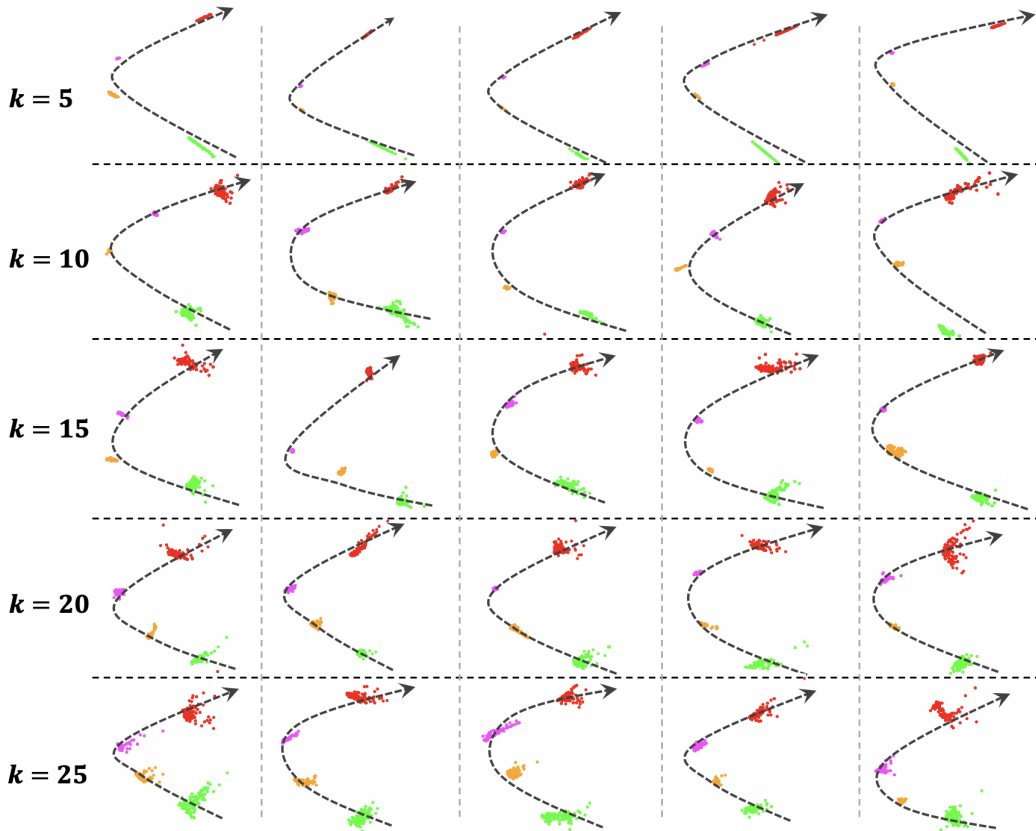 k = 5
k = 10
k = 15
k = 20
k = 25